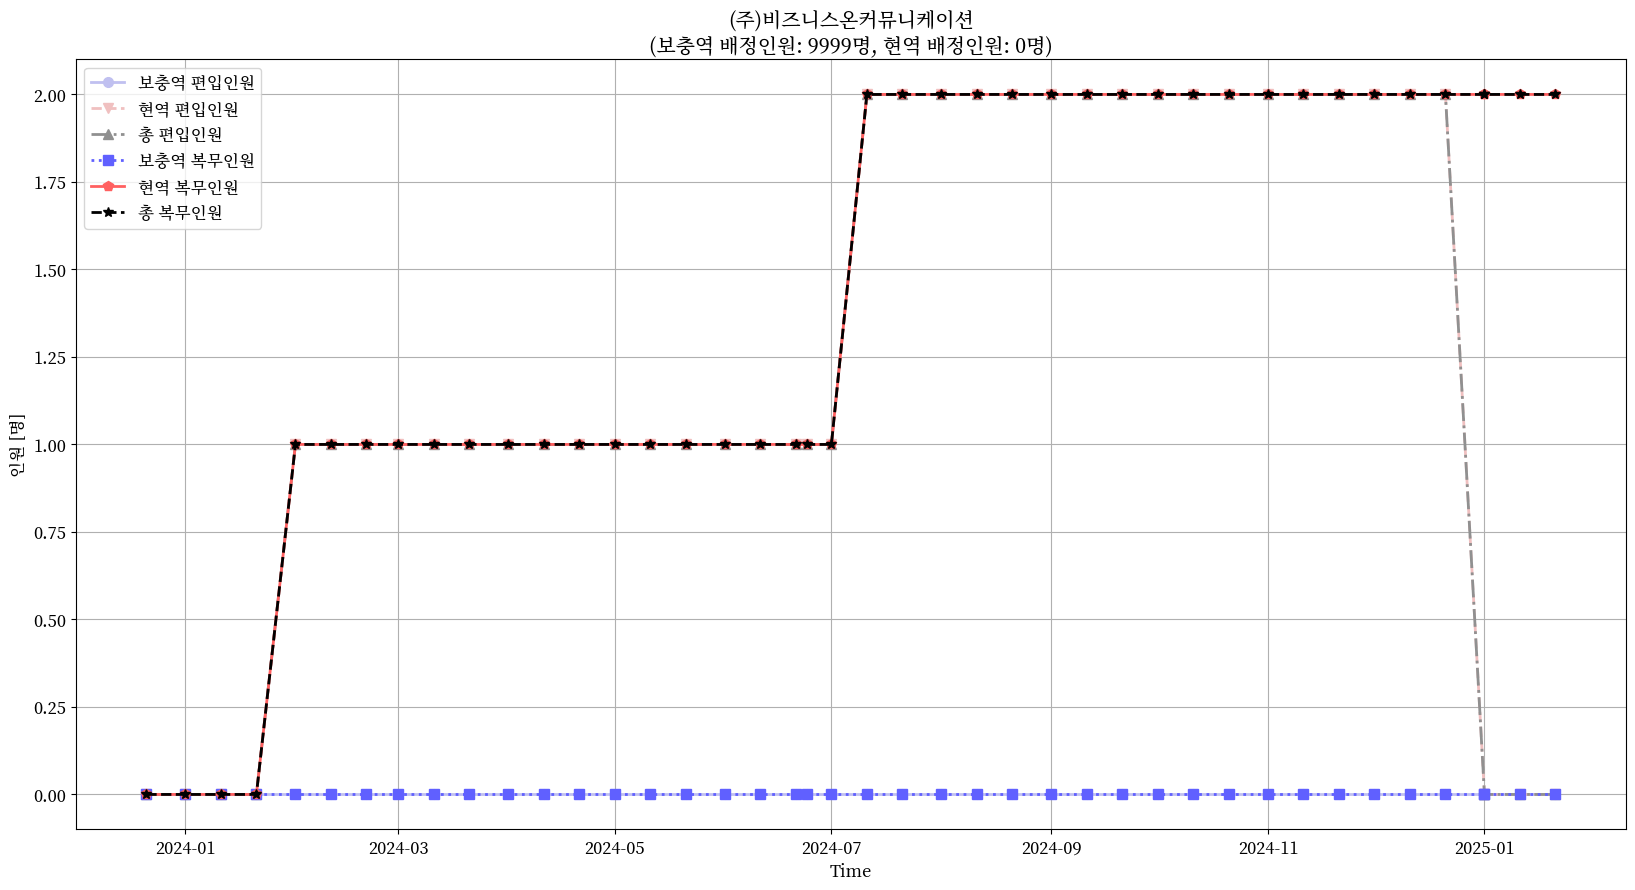 (주)비즈니스온커뮤니케이션
(보충역 배정인원: 9999명, 현역 배정인원: 0명)
보충역 편입인원
현역 편입인원
총 편입인원
보충역 복무인원
현역 복무인원
총 복무인원
2.00
1.75
1.50
1.25
1.00
0.75
0.50
0.25
0.00
인원 [명]
2024-01 2024-03 2024-05 2024-07 2024-09 2024-11 2025-01
Time